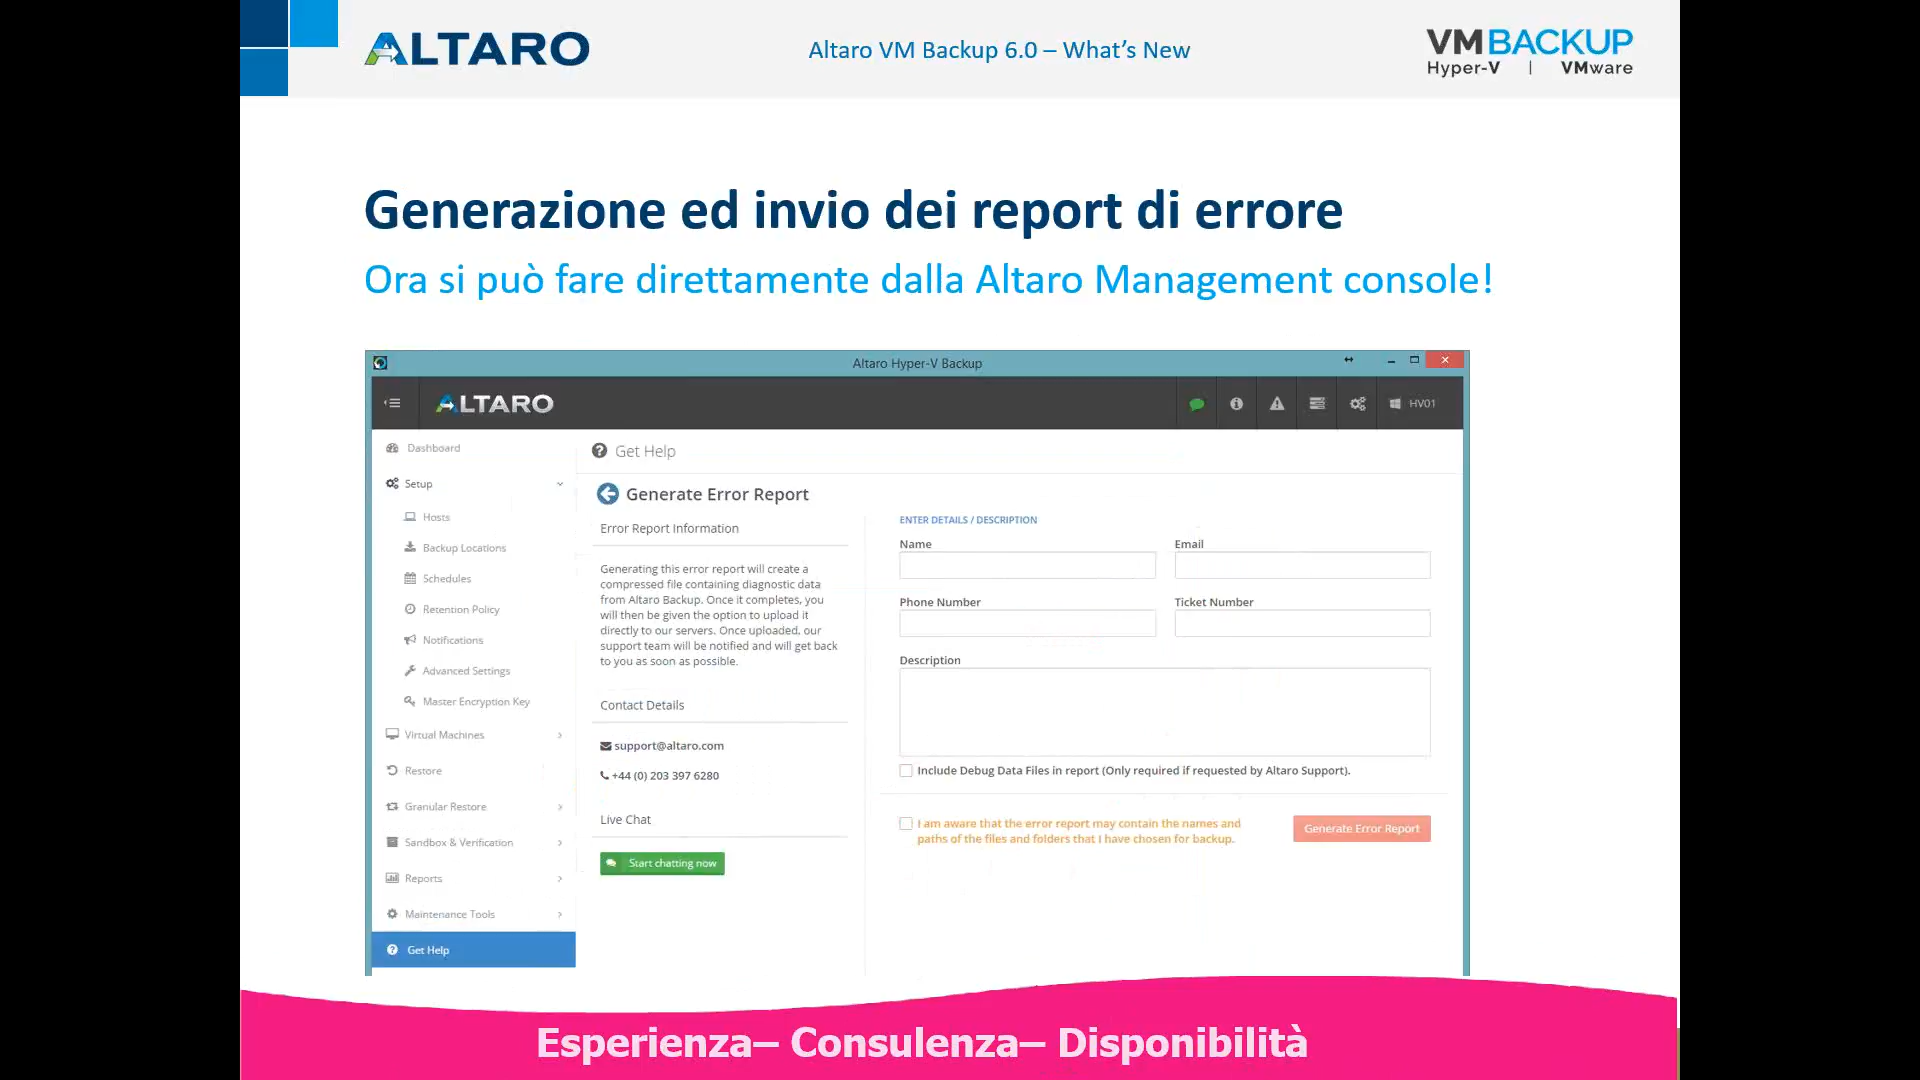 ALTARO
Altaro VM Backup 6.0 – What's New
VMBACKUP
Hyper-V | VMware
Generazione ed invio dei report di errore
Ora si può fare direttamente dalla Altaro Management console!
Altaro Hyper-V Backup
ALTARO
HV01
Dashboard
Setup
Hosts
Backup Locations
Schedules
Retention Policy
Notifications
Advanced Settings
Master Encryption Key
Virtual Machines
Restore
Granular Restore
Sandbox & Verification
Reports
Maintenance Tools
Get Help
Get Help
Generate Error Report
Error Report Information
Generating this error report will create a
compressed file containing diagnostic data
from Altaro Backup. Once it completes, you
will then be given the option to upload it
directly to our servers. Once uploaded, our
support team will be notified and will get back
to you as soon as possible.
Contact Details
support@altaro.com
+44 (0) 203 397 6280
Live Chat
Start chatting now
ENTER DETAILS / DESCRIPTION
Name
Email
Phone Number
Ticket Number
Description
Include Debug Data Files in report (Only required if requested by Altaro Support).
I am aware that the error report may contain the names and
paths of the files and folders that I have chosen for backup.
Generate Error Report
Esperienza– Consulenza– Disponibilità